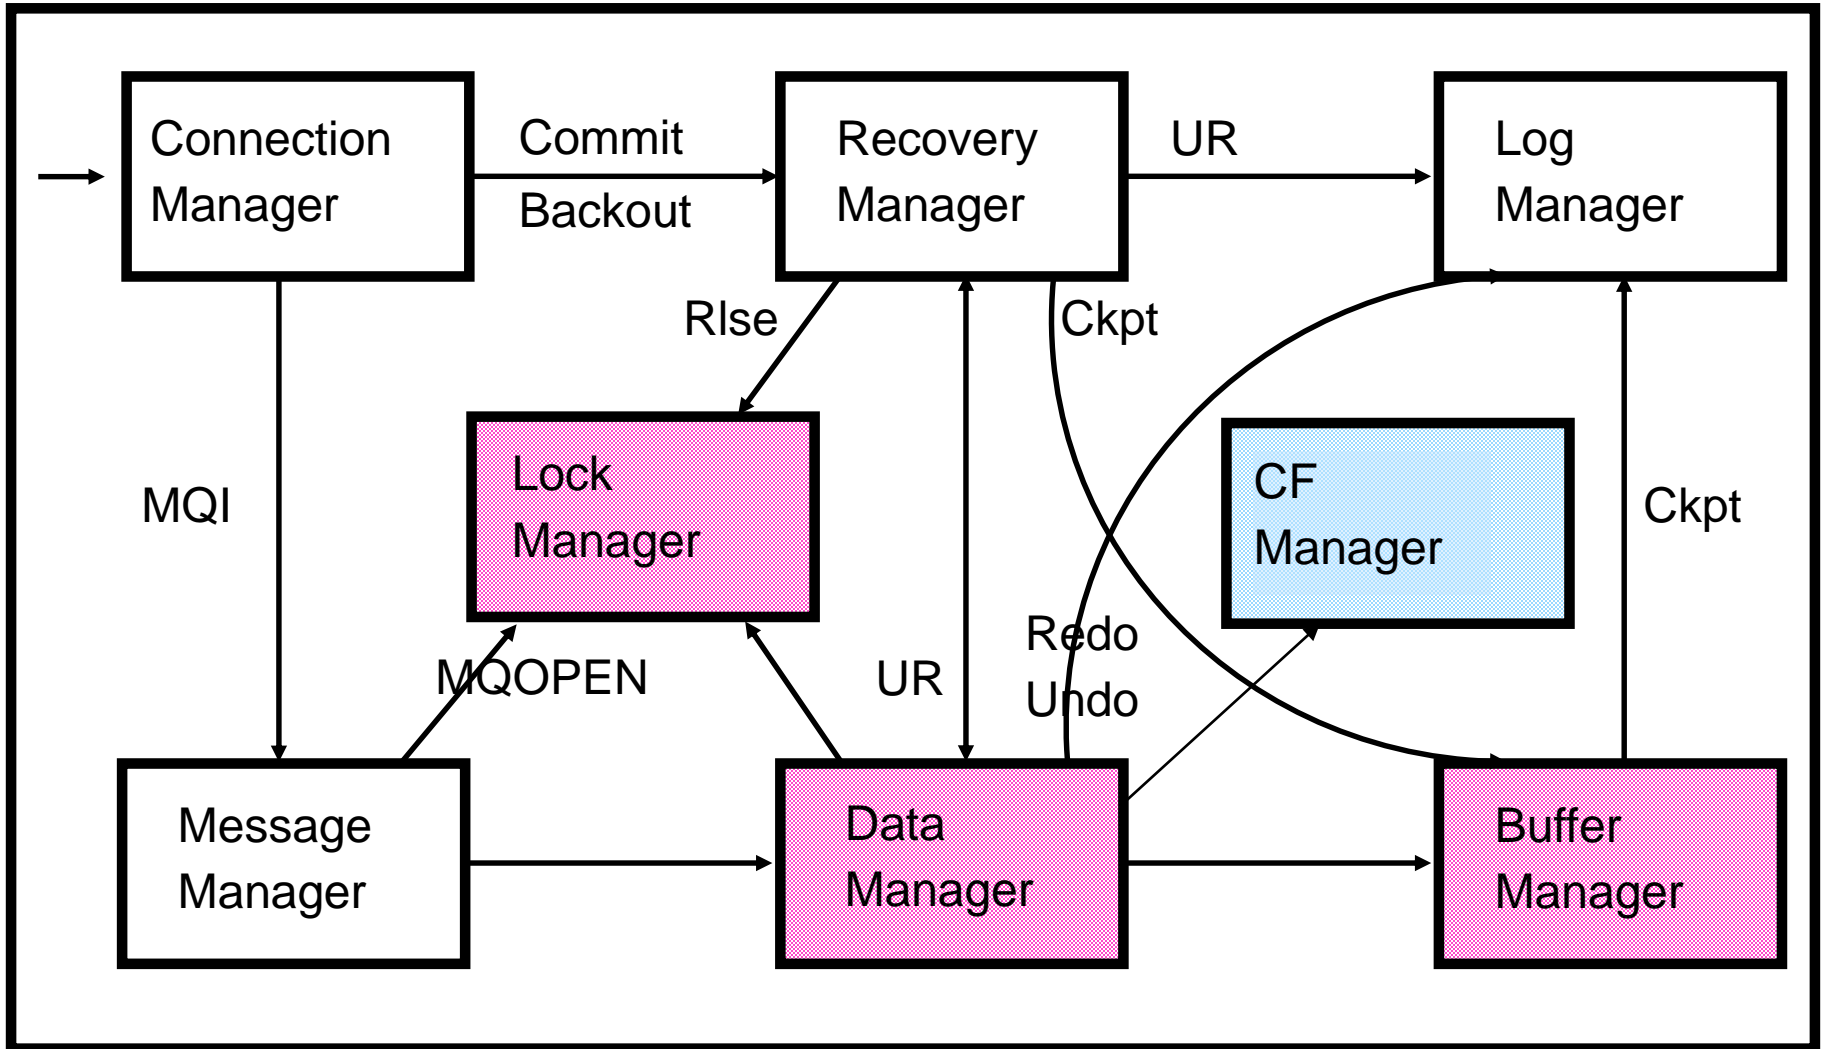 Connection
Manager
Commit
Backout
Recovery
Manager
UR
Log
Manager
Rlse
Ckpt
MQI
Lock
Manager
CF
Manager
Ckpt
MQOPEN
UR
Redo
Undo
Message
Manager
Data
Manager
Buffer
Manager